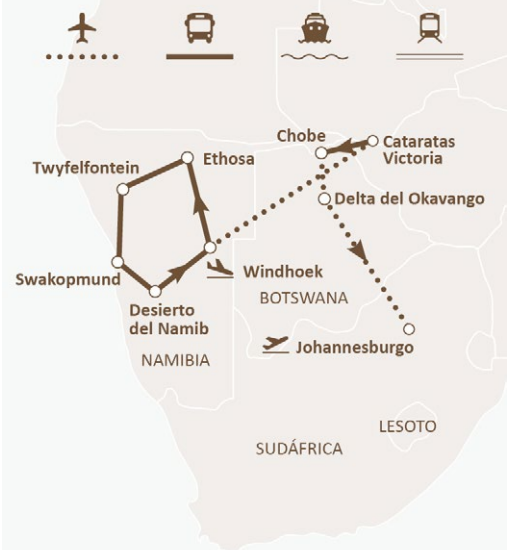 Chobe
Cataratas
Victoria
Ethosa
Twyfelfontein
Delta del Okavango
Swakopmund
Windhoek
Desierto
del Namib
BOTSWANA
Johannesburgo
NAMIBIA
LESOTO
SUDÁFRICA